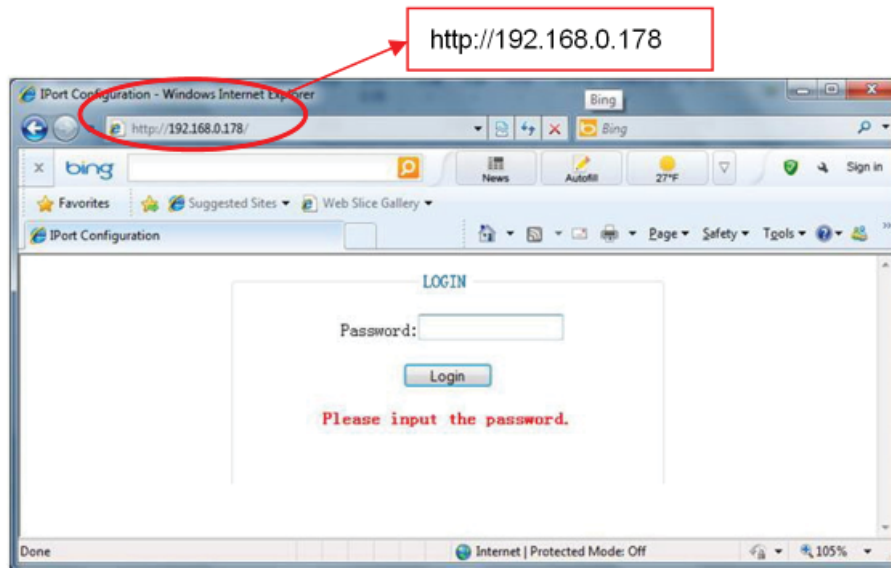 http://192.168.0.178
IPort Configuration - Windows Internet Explorer
Bing
http://192.168.0.178/
Bing
x bing
News
Autofill
27°F
Sign in
Favorites
Suggested Sites
Web Slice Gallery
IPort Configuration
Page
Safety
Tools
LOGIN
Password:
Login
Please input the password.
Done
Internet | Protected Mode: Off
105%